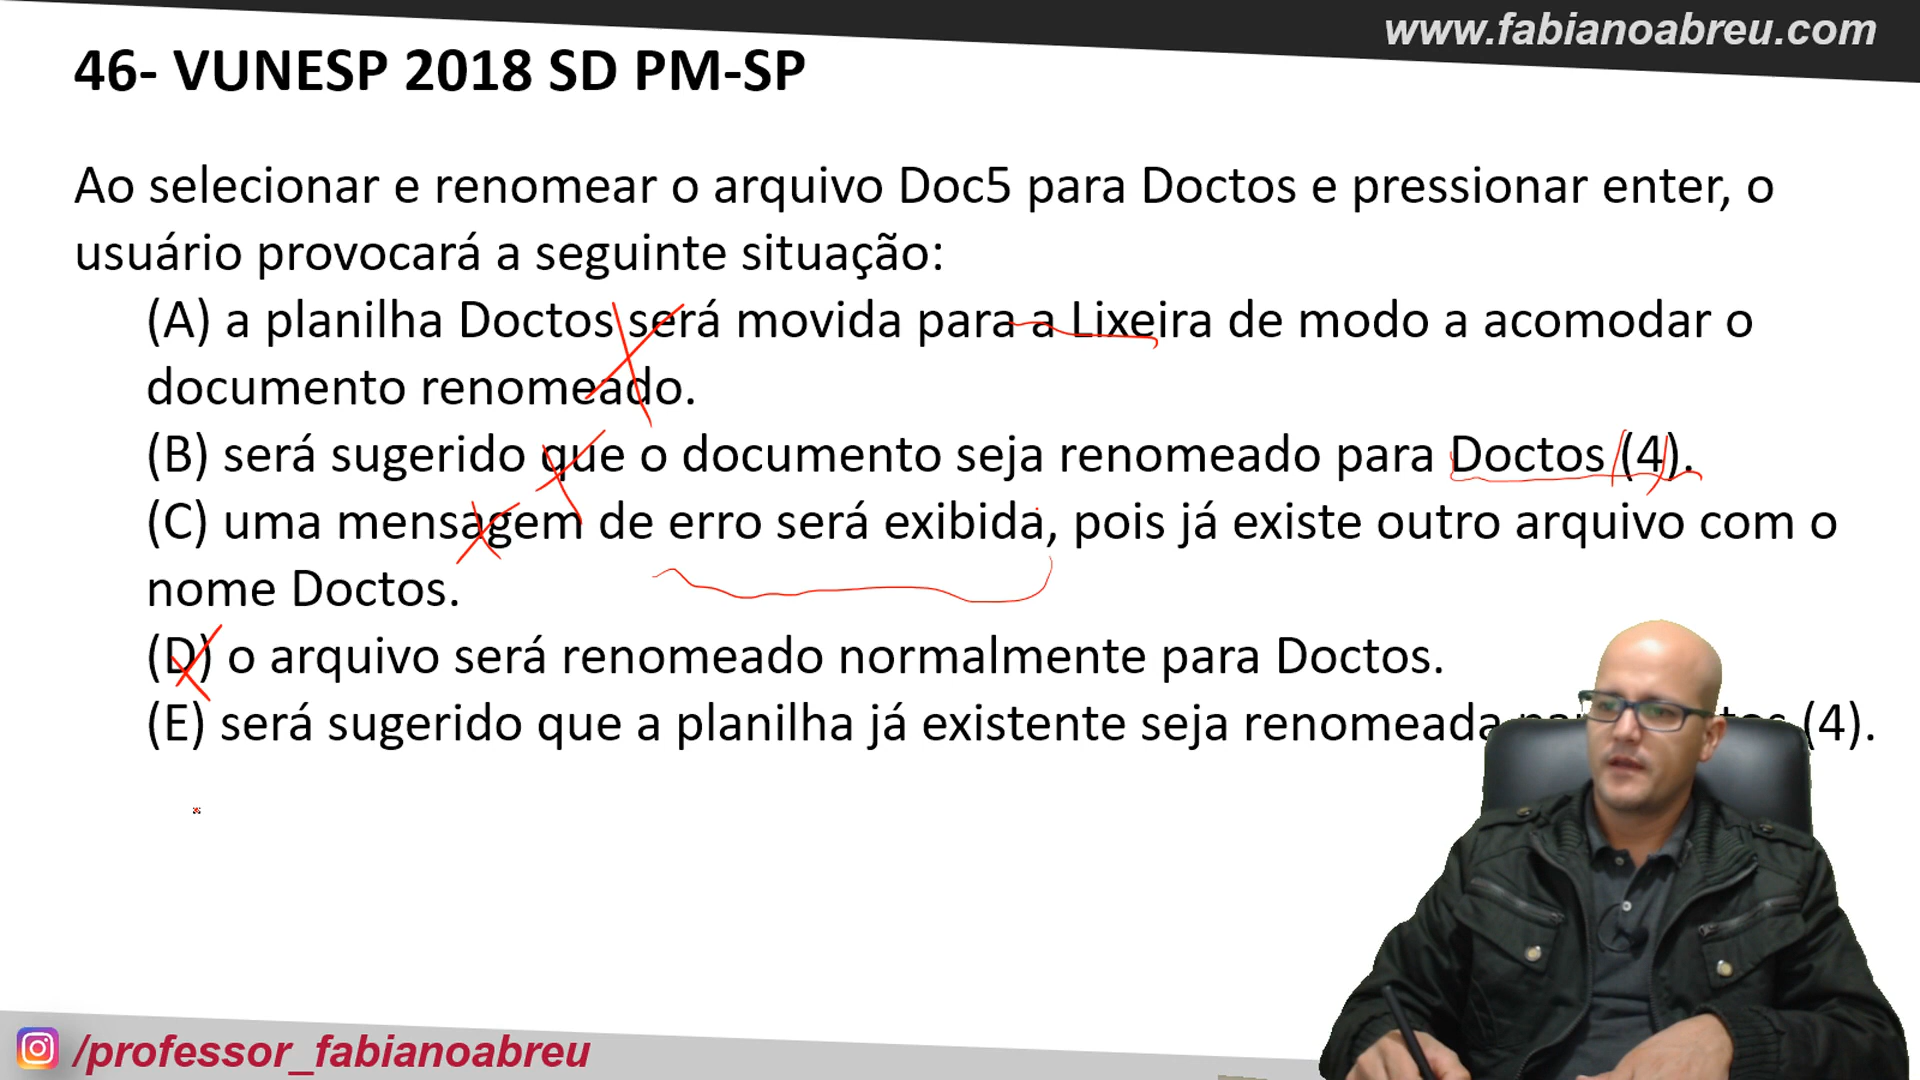 www.fabianoabreu.com
46- VUNESP 2018 SD PM-SP
Ao selecionar e renomear o arquivo Doc5 para Doctos e pressionar enter, o
usuário provocará a seguinte situação:
(A) a planilha Doctos será movida para a Lixeira de modo a acomodar o
documento renomeado.
(B) será sugerido que o documento seja renomeado para Doctos (4).
(C) uma mensagem de erro será exibida, pois já existe outro arquivo com o
nome Doctos.
(D) o arquivo será renomeado normalmente para Doctos.
(E) será sugerido que a planilha já existente seja renomeada (4).
/professor_fabianoabreu